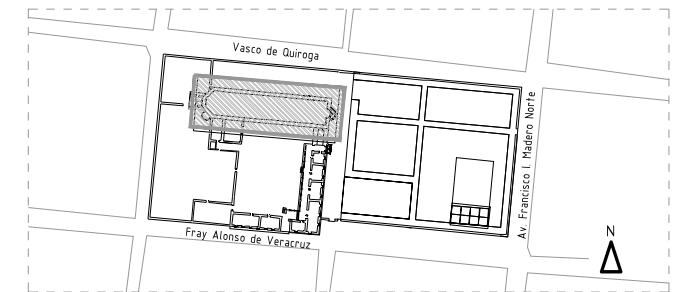 Vasco de Quiroga
Av. Francisco I. Madero Norte
Fray Alonso de Veracruz
N